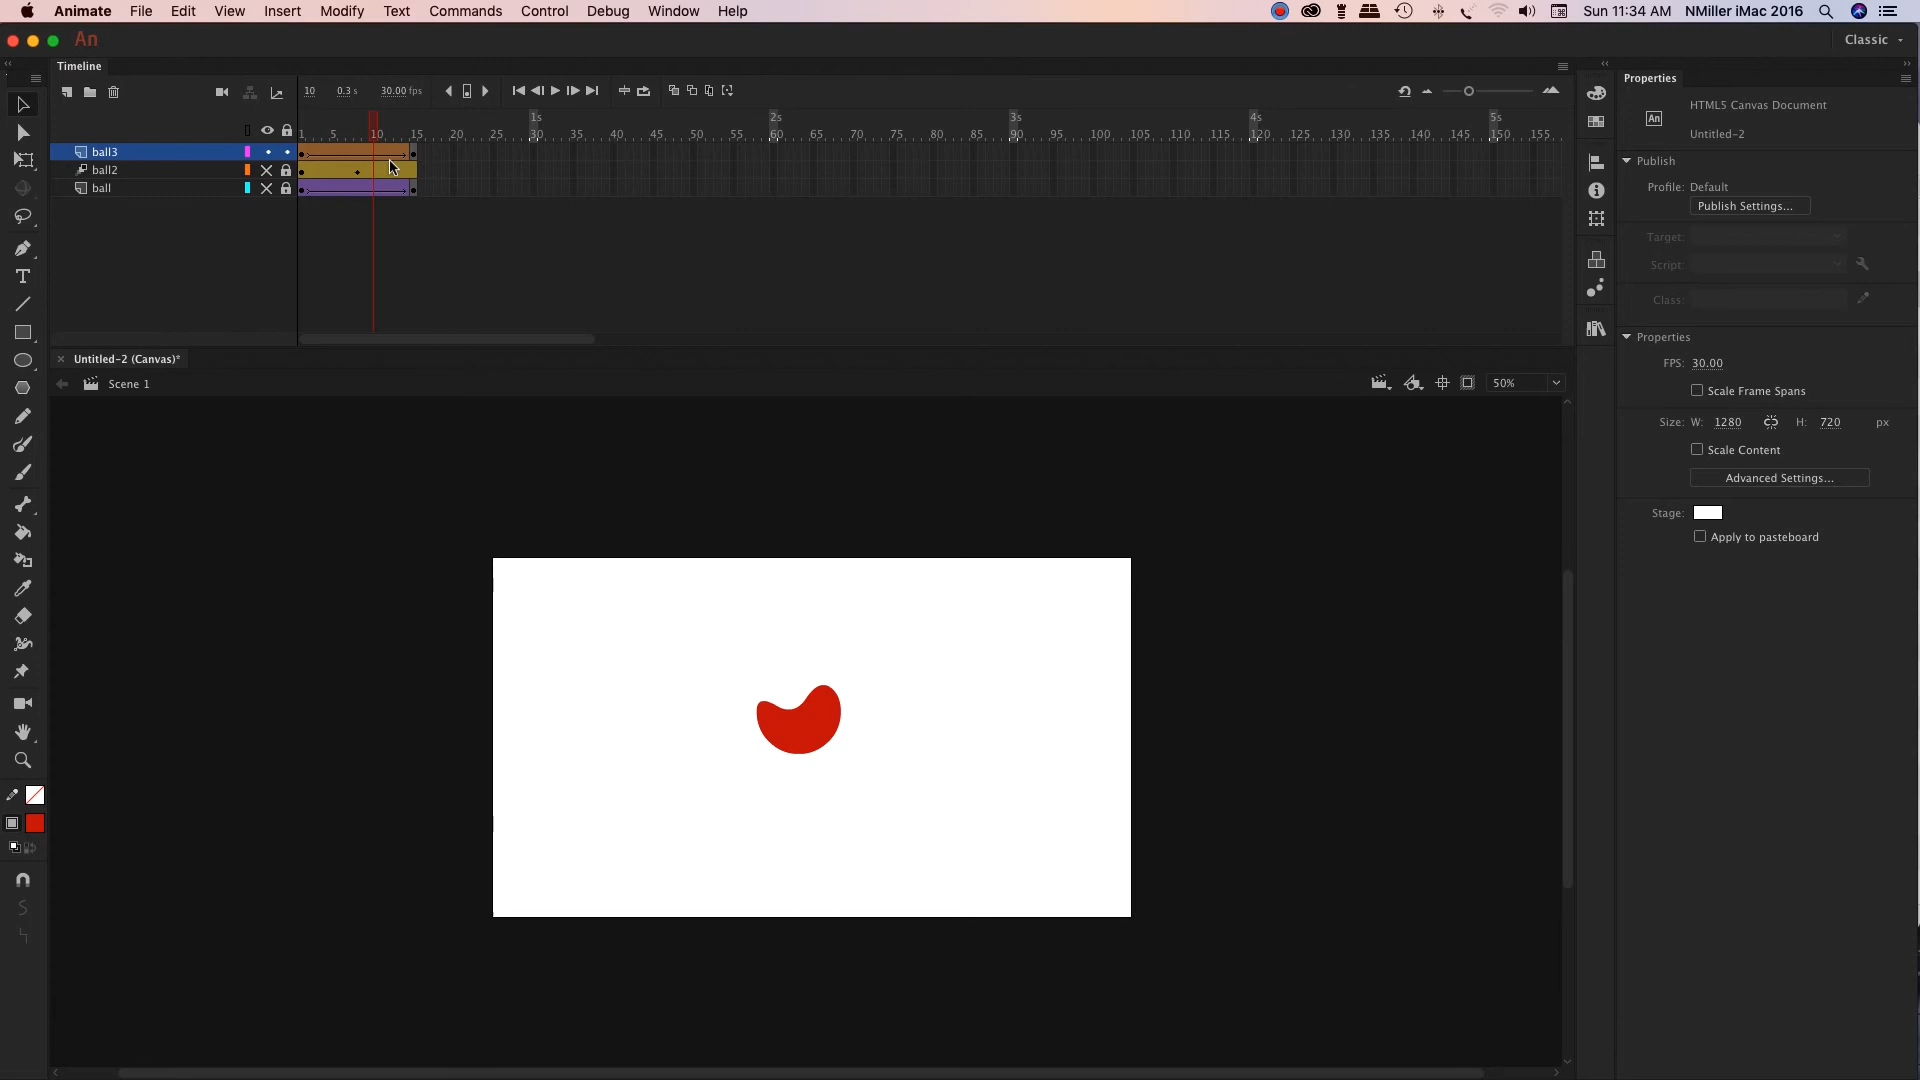 Animate File Edit View Insert Modify Text Commands Control Debug Window Help Sun 11:34 AM NMiller iMac 2016
An Classic
Timeline
10 0.3 s 30.00 fps
1s 2s 3s 4s 5s
1 5 10 15 20 25 30 35 40 45 50 55 60 65 70 75 80 85 90 95 100 105 110 115 120 125 130 135 140 145 150 155
ball3
ball2
ball
Untitled-2 (Canvas)*
Scene 1 50%
Properties
An HTML5 Canvas Document
Untitled-2
Publish
Profile: Default
Publish Settings...
Target:
Script:
Class:
Properties
FPS: 30.00
Scale Frame Spans
Size: W: 1280 H: 720 px
Scale Content
Advanced Settings...
Stage:
Apply to pasteboard